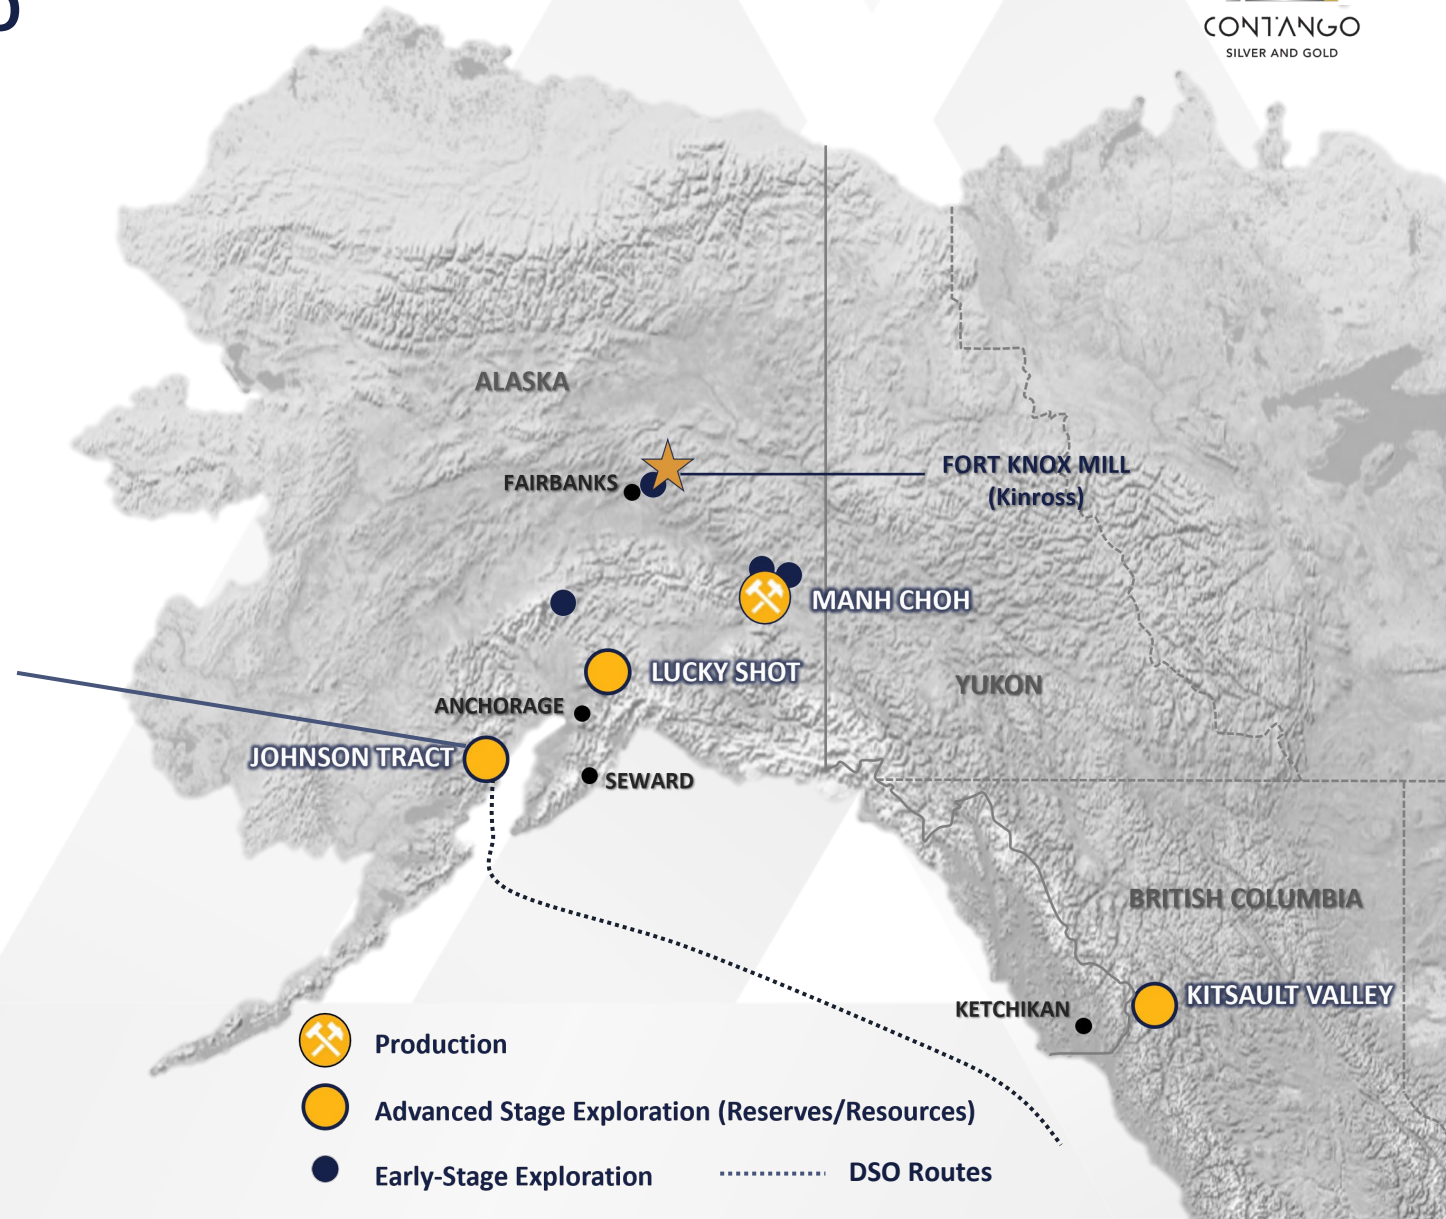 CONTANGO
SILVER AND GOLD
ALASKA
FAIRBANKS
FORT KNOX MILL
(Kinross)
MANH CHOH
LUCKY SHOT
YUKON
ANCHORAGE
JOHNSON TRACT
SEWARD
BRITISH COLUMBIA
KITSAULT VALLEY
KETCHIKAN
Production
Advanced Stage Exploration (Reserves/Resources)
Early-Stage Exploration
DSO Routes